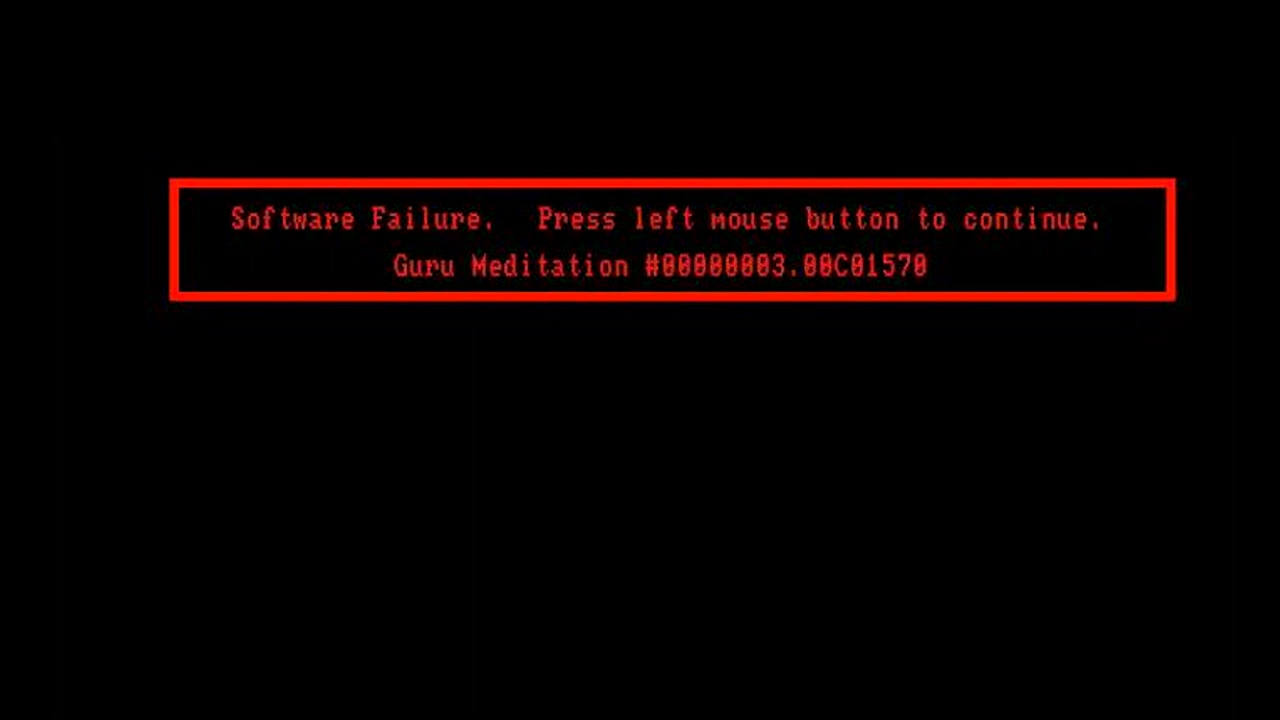 Software Failure.  Press left mouse button to continue.
Guru Meditation #00000003.00C01570